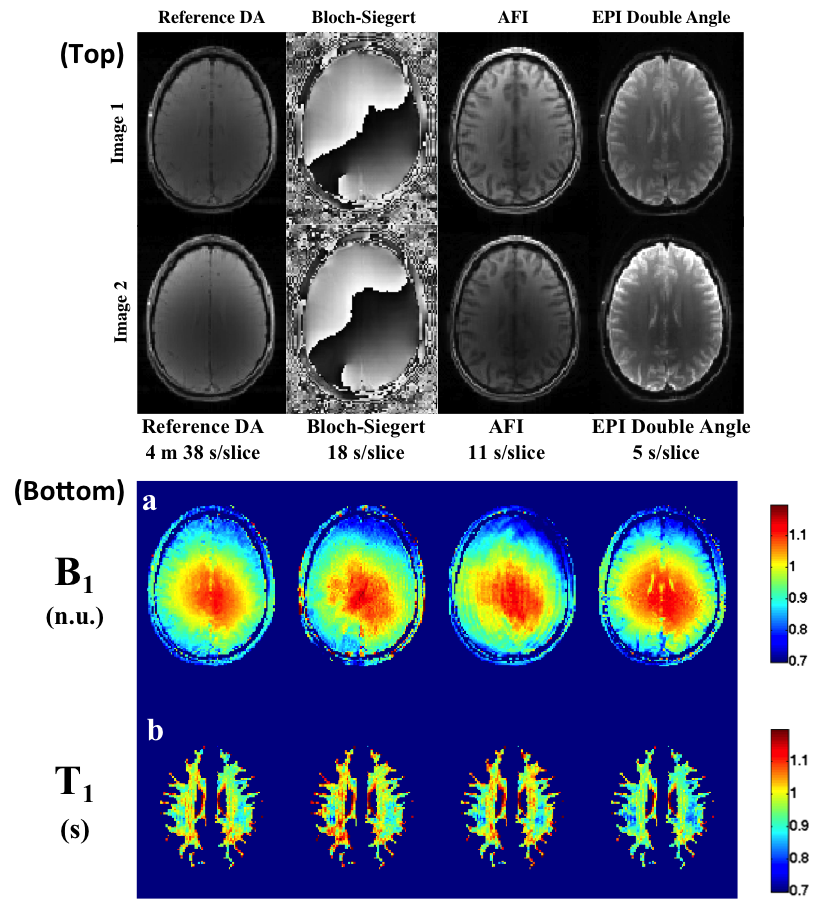 Reference DA Bloch-Siegert AFI EPI Double Angle
(Top)
Image 1
Image 2
Reference DA Bloch-Siegert AFI EPI Double Angle
4 m 38 s/slice 18 s/slice 11 s/slice 5 s/slice
(Bottom)
a
B1
(n.u.)
1.1
1
0.9
0.8
0.7
b
T1
(s)
1.1
1
0.9
0.8
0.7